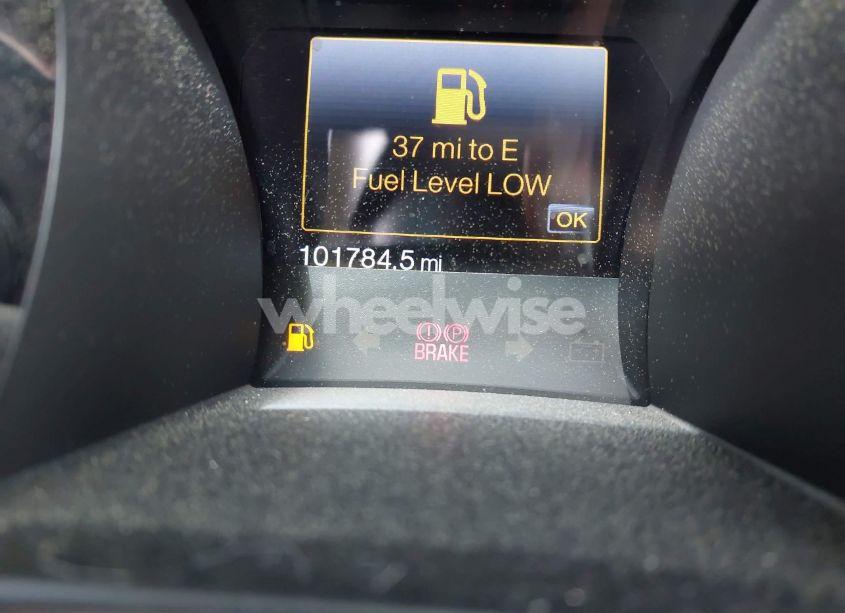 37 mi to E
Fuel Level LOW
OK
101784.5 mi
wheelwise
BRAKE